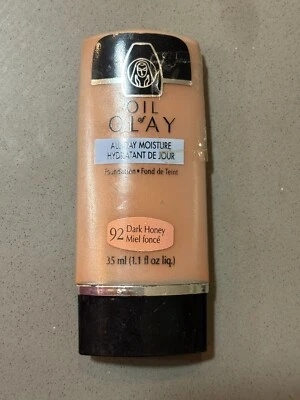 OIL
of
OLAY
ALL DAY MOISTURE
HYDRATANT DE JOUR
Foundation • Fond de Teint
92 Dark Honey
Miel foncé
35 ml (1.1 fl oz liq.)